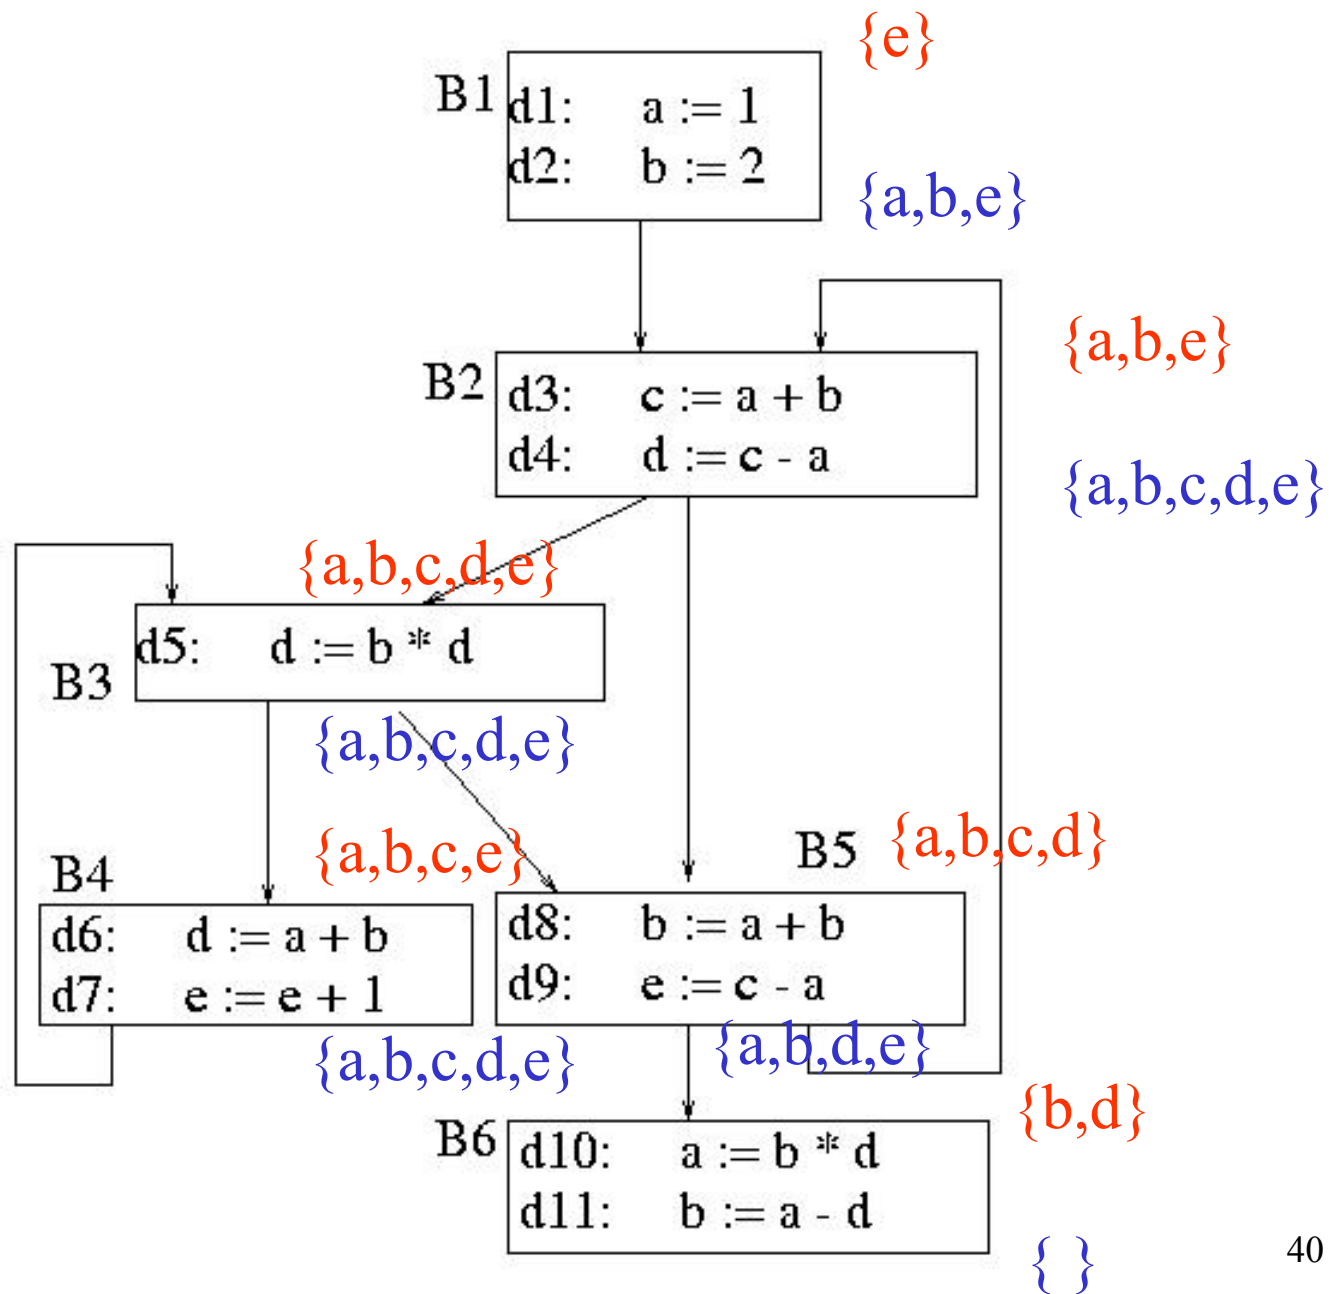 {e}
B1
d1: a := 1
d2: b := 2
{a,b,e}
{a,b,e}
B2
d3: c := a + b
d4: d := c - a
{a,b,c,d,e}
{a,b,c,d,e}
d5: d := b * d
B3
{a,b,c,d,e}
{a,b,c,e}
B4
d6: d := a + b
d7: e := e + 1
{a,b,c,d,e}
B5
{a,b,c,d}
d8: b := a + b
d9: e := c - a
{a,b,d,e}
{b,d}
B6
d10: a := b * d
d11: b := a - d
{ }
40